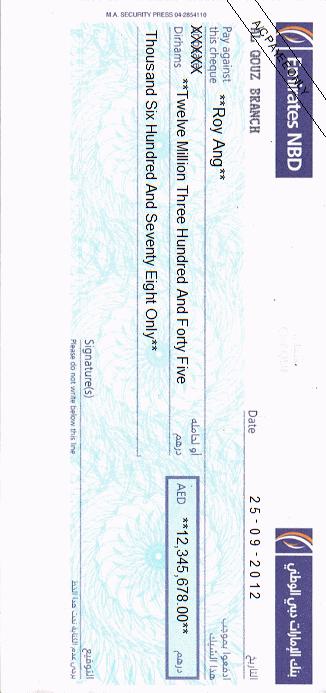 Emirates NBD
بنك الإمارات دبي الوطني
A/C PAYEE ONLY
AL QOUZ BRANCH
Date
25-09-2012
التاريخ
Pay against
this cheque
**Roy Ang**
ادفعوا بموجب
هذا الشيك
XXXXX
أو لحامله
Dirhams
**Twelve Million Three Hundred And Forty Five
درهم
Thousand Six Hundred And Seventy Eight Only**
AED
**12,345,678.00**
درهم
Signature(s)
التوقيع
Please do not write below this line
يرجى عدم الكتابة تحت هذا الخط
M.A. SECURITY PRESS 04-2854110